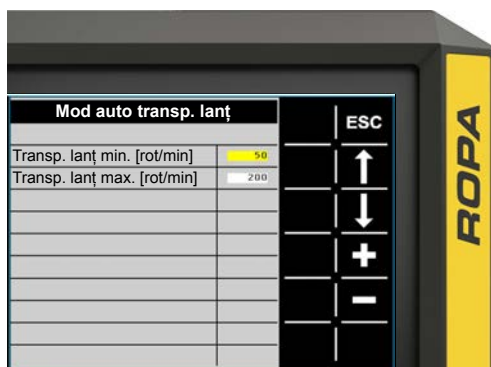 Mod auto transp. lanț
ESC
Transp. lanț min. [rot/min] 50
Transp. lanț max. [rot/min] 200
ROPA